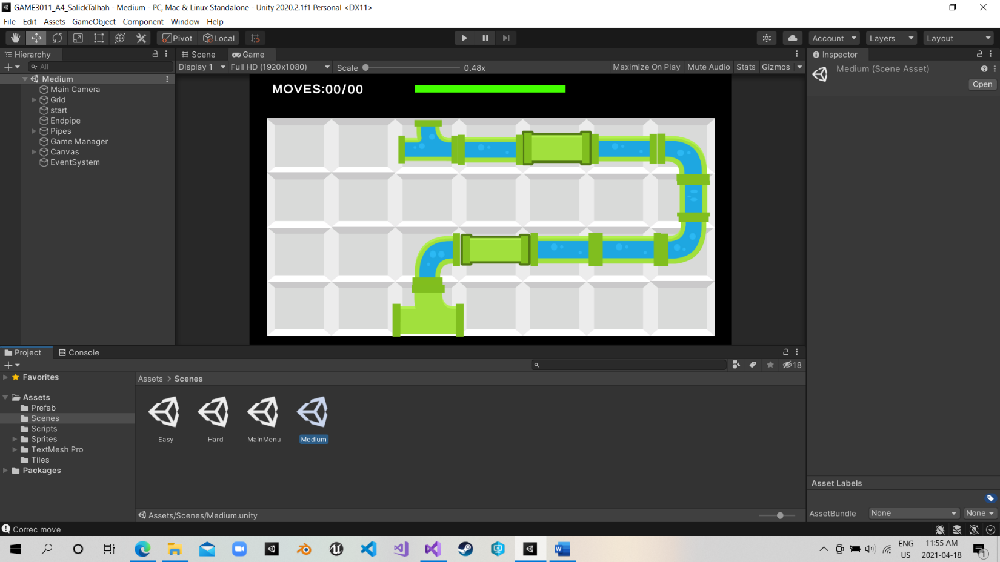 GAME3011_A4_SalickTalhah - Medium - PC, Mac & Linux Standalone - Unity 2020.2.1f1 Personal <DX11>
File Edit Assets GameObject Component Window Help
Pivot Local Account Layers Layout
Hierarchy Scene Game Inspector
All Display 1 Full HD (1920x1080) Scale 0.48x Maximize On Play Mute Audio Stats Gizmos
Medium (Scene Asset)
Open
Medium
Main Camera
Grid
start
Endpipe
Pipes
Game Manager
Canvas
EventSystem
MOVES:00/00
Project Console
18
Favorites
Assets
Prefab
Scenes
Scripts
Sprites
TextMesh Pro
Tiles
Packages
Assets > Scenes
Easy Hard MainMenu Medium
Assets/Scenes/Medium.unity
Asset Labels
AssetBundle None None
Correc move
ENG
US
11:55 AM
2021-04-18
1